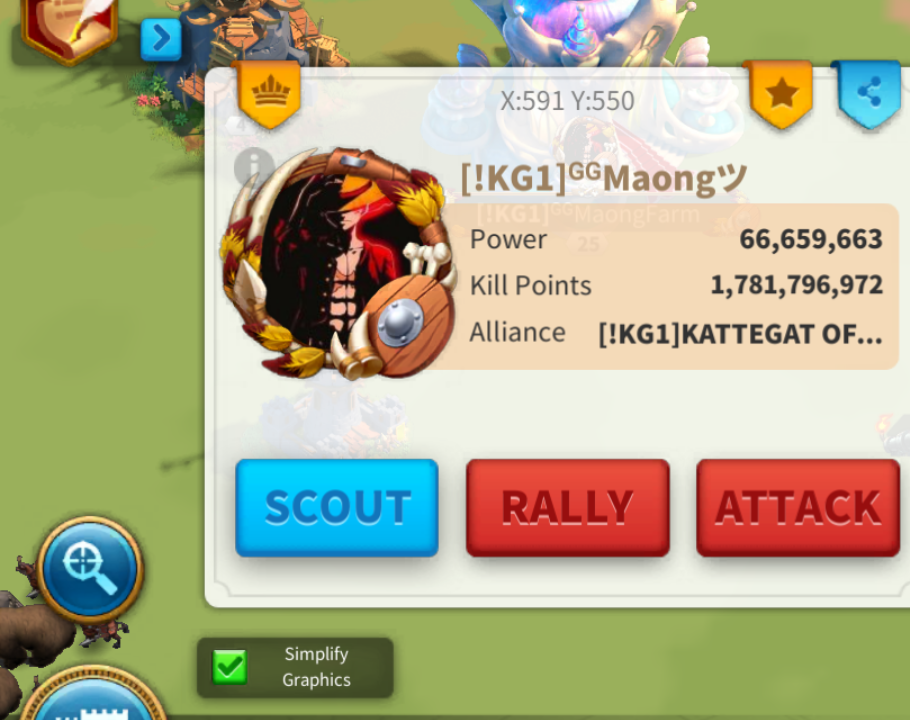 X:591 Y:550
[!KG1]ᴳᴳMaongツ
[!KG1]ᴳᴳMaongFarm
25
Power 66,659,663
Kill Points 1,781,796,972
Alliance [!KG1]KATTEGAT OF...
SCOUT RALLY ATTACK
Simplify
Graphics